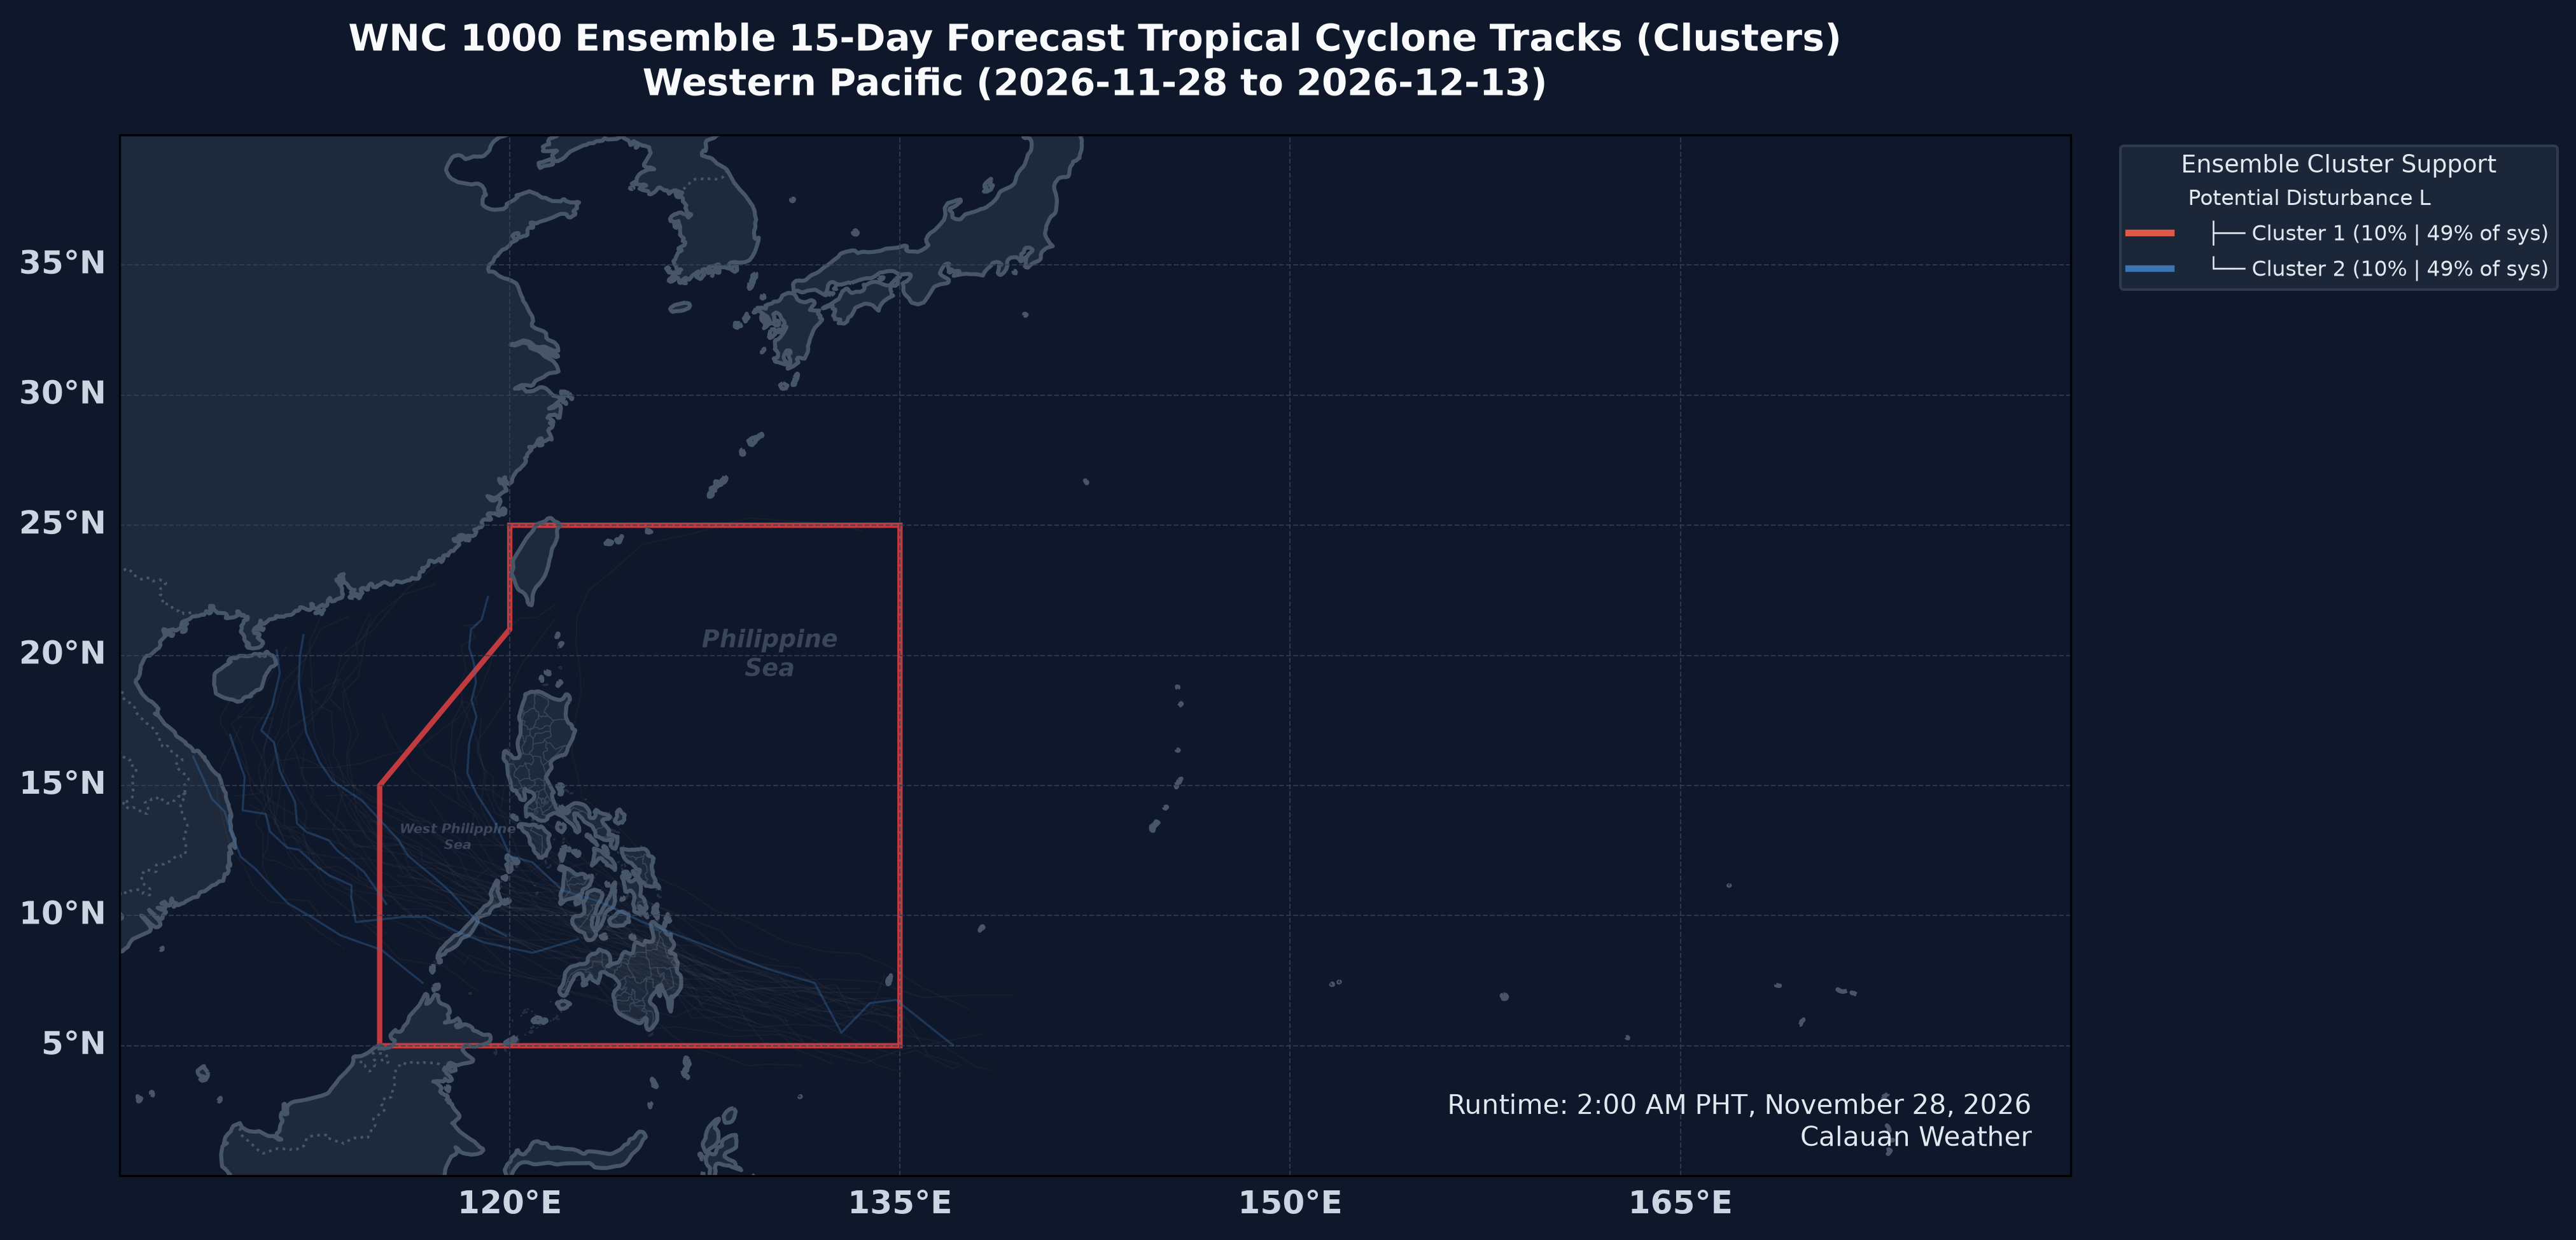 WNC 1000 Ensemble 15-Day Forecast Tropical Cyclone Tracks (Clusters)
Western Pacific (2026-11-28 to 2026-12-13)
Ensemble Cluster Support
Potential Disturbance L
Cluster 1 (10% | 49% of sys)
Cluster 2 (10% | 49% of sys)
35°N
30°N
25°N
20°N
15°N
10°N
5°N
Philippine
Sea
West Philippine
Sea
Runtime: 2:00 AM PHT, November 28, 2026
Calauan Weather
120°E
135°E
150°E
165°E